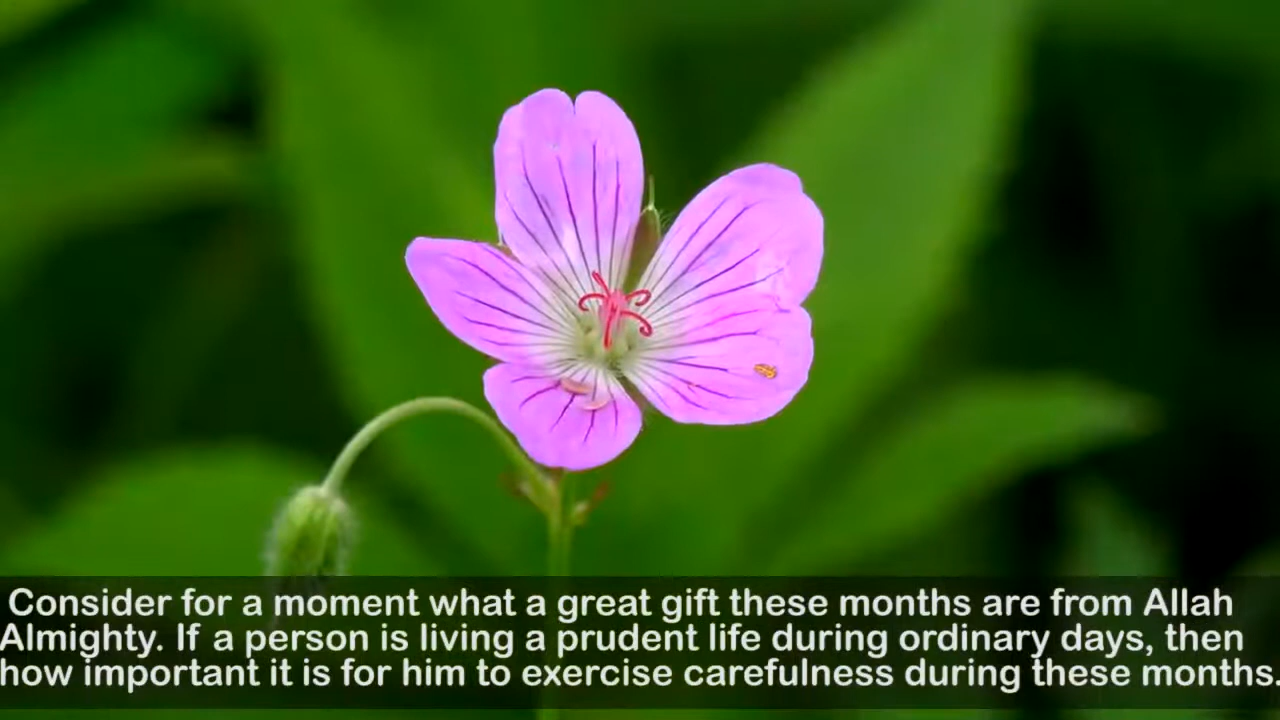 Consider for a moment what a great gift these months are from Allah
Almighty. If a person is living a prudent life during ordinary days, then
how important it is for him to exercise carefulness during these months.